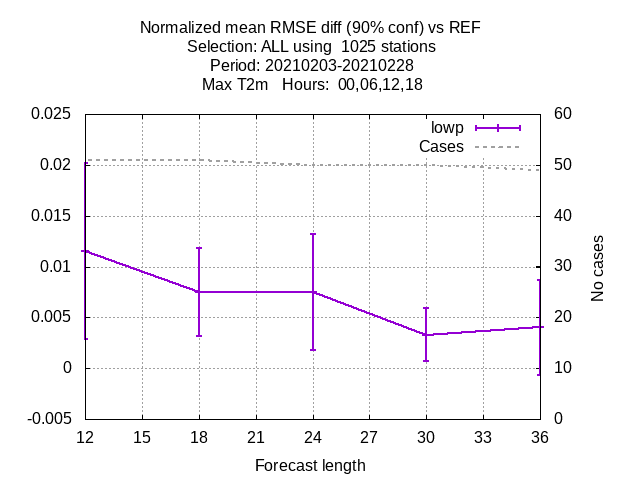 Normalized mean RMSE diff (90% conf) vs REF
Selection: ALL using  1025 stations
Period: 20210203-20210228
Max T2m   Hours:  00,06,12,18
lowp
Cases
0.025
0.02
0.015
0.01
0.005
0
-0.005
60
50
40
30
20
10
0
No cases
12 15 18 21 24 27 30 33 36
Forecast length